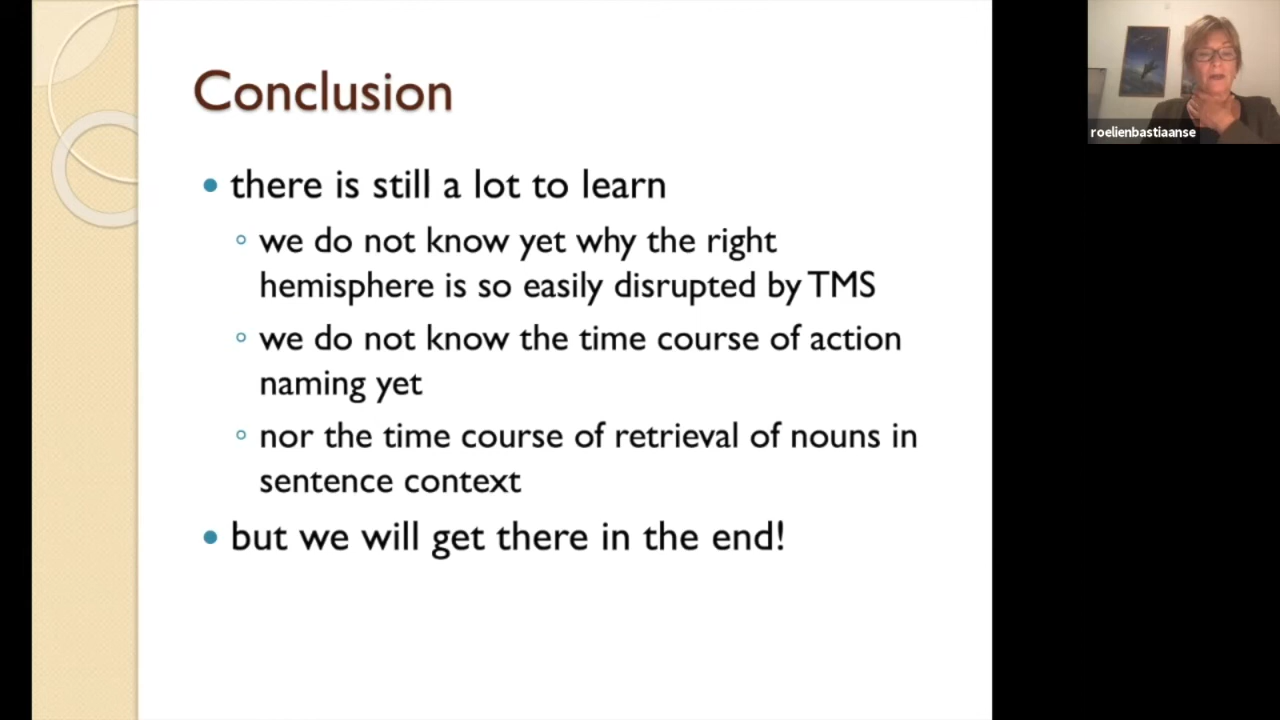 Conclusion
• there is still a lot to learn
◦ we do not know yet why the right
hemisphere is so easily disrupted by TMS
◦ we do not know the time course of action
naming yet
◦ nor the time course of retrieval of nouns in
sentence context
• but we will get there in the end!
roelienbastiaanse